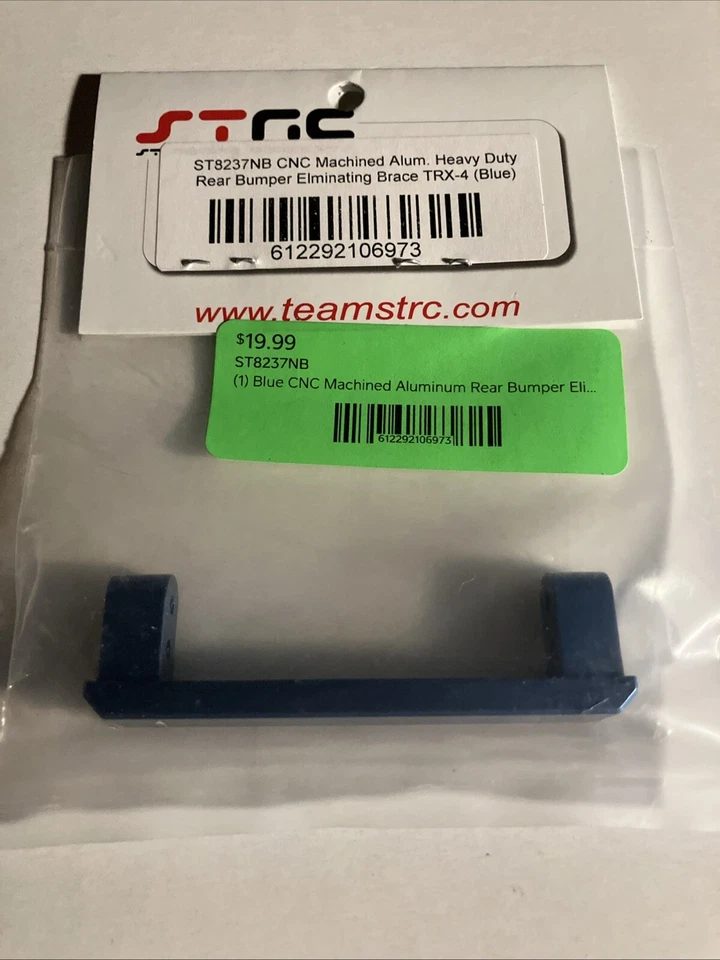 STRC
ST8237NB CNC Machined Alum. Heavy Duty
Rear Bumper Elminating Brace TRX-4 (Blue)
612292106973
www.teamstrc.com
$19.99
ST8237NB
(1) Blue CNC Machined Aluminum Rear Bumper Eli...
612292106973